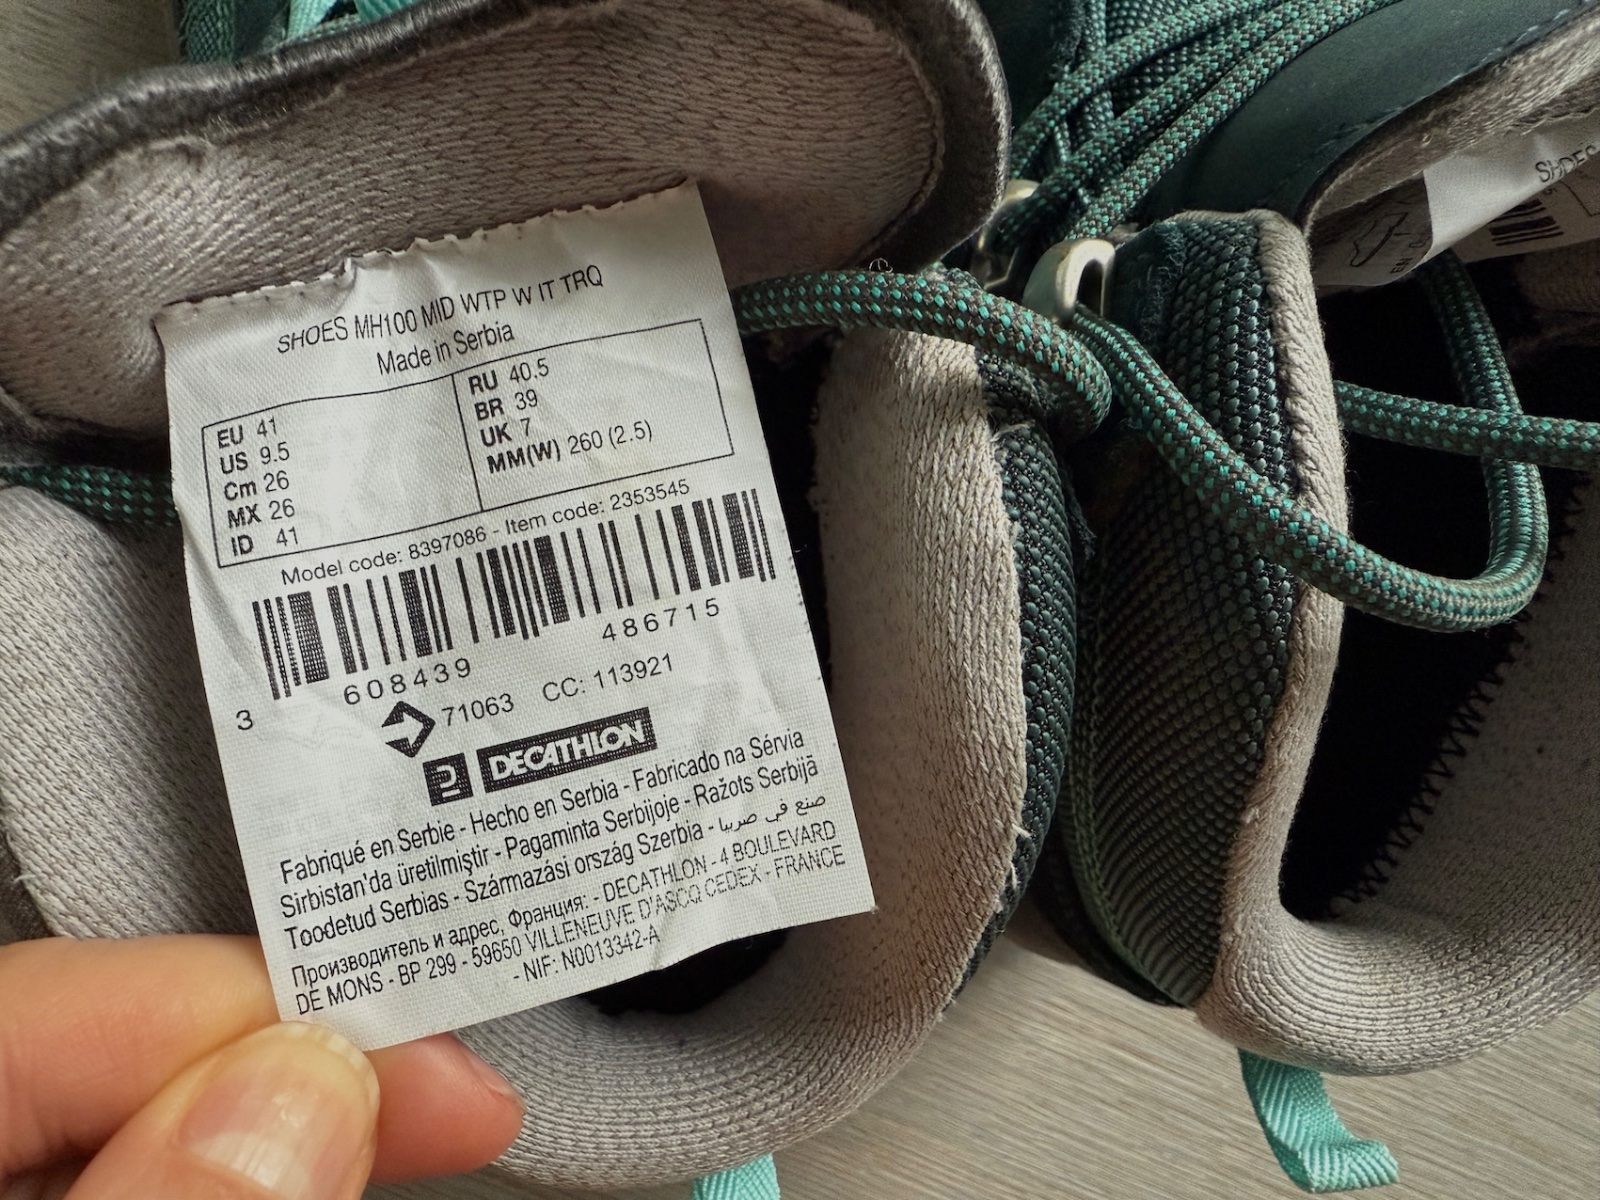 SHOES MH100 MID WTP W IT TRQ
Made in Serbia
EU 41
US 9.5
Cm 26
MX 26
ID 41
RU 40.5
BR 39
UK 7
MM(W) 260 (2.5)
Model code: 8397086 - Item code: 2353545
3 608439 486715
71063 CC: 113921
DECATHLON
Fabriqué en Serbie - Hecho en Serbia - Fabricado na Sérvia
Sirbistan'da üretilmiştir - Pagaminta Serbijoje - Ražots Serbijā
Toodetud Serbias - Származási ország Szerbia - صنع في صربيا
Производитель и адрес, Франция: - DECATHLON - 4 BOULEVARD
DE MONS - BP 299 - 59650 VILLENEUVE D'ASCQ CEDEX - FRANCE
- NIF: N0013342-A
SHOES
EN